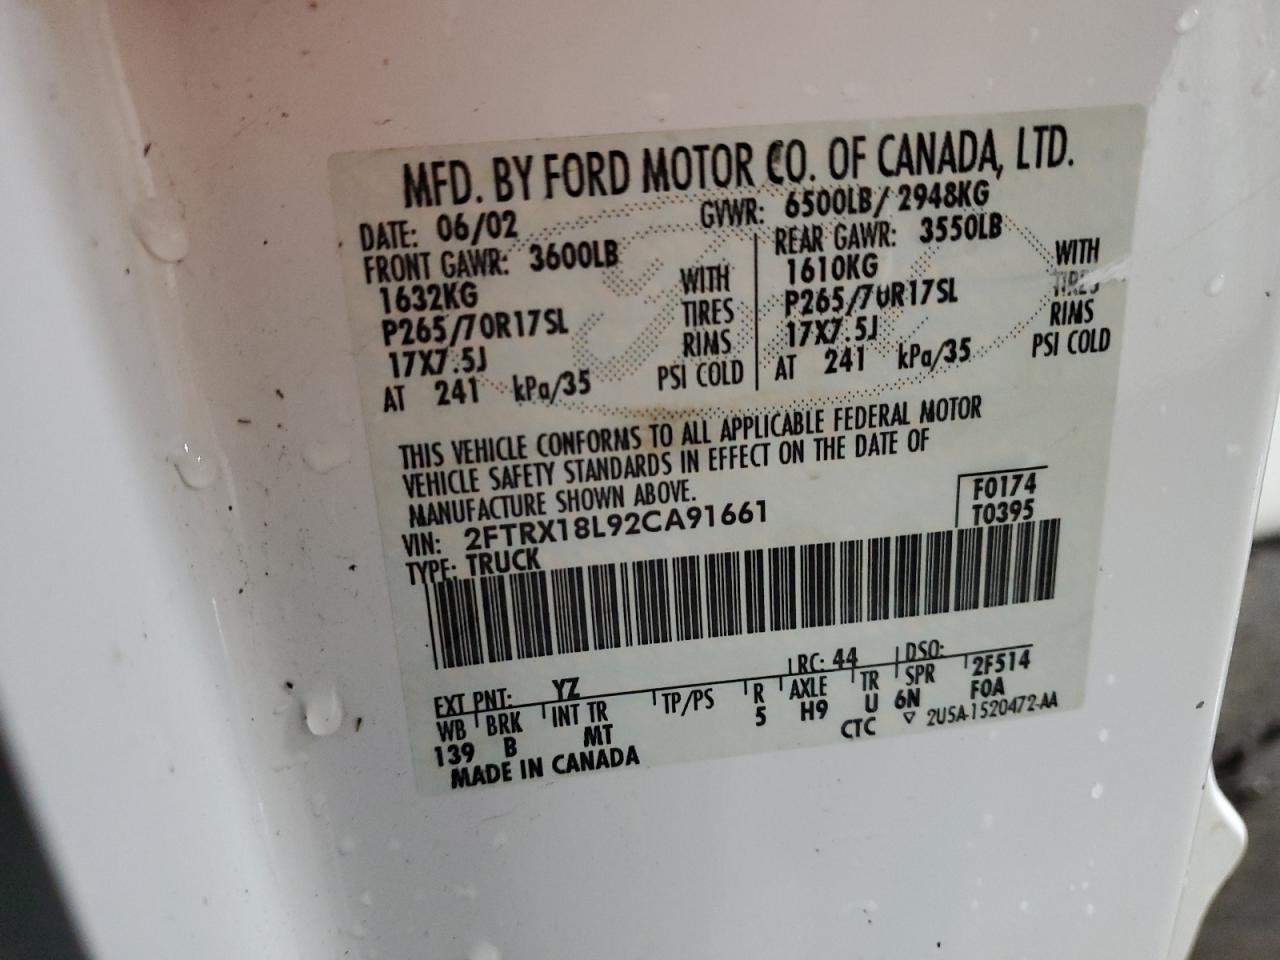 MFD. BY FORD MOTOR CO. OF CANADA, LTD.
DATE: 06/02 GVWR: 6500LB/ 2948KG
FRONT GAWR: 3600LB REAR GAWR: 3550LB
1632KG WITH 1610KG WITH
P265/70R17SL TIRES P265/70R17SL TIRES
17X7.5J RIMS 17X7.5J RIMS
AT 241 kPa/35 PSI COLD AT 241 kPa/35 PSI COLD
THIS VEHICLE CONFORMS TO ALL APPLICABLE FEDERAL MOTOR
VEHICLE SAFETY STANDARDS IN EFFECT ON THE DATE OF
MANUFACTURE SHOWN ABOVE.
VIN: 2FTRX18L92CA91661 F0174
TYPE: TRUCK T0395
EXT PNT: YZ RC: 44 DSO:
WB BRK INT TR TP/PS R AXLE TR SPR 2F514
139 B MT 5 H9 U 6N F0A
MADE IN CANADA CTC ▽ 2U5A-1520472-AA